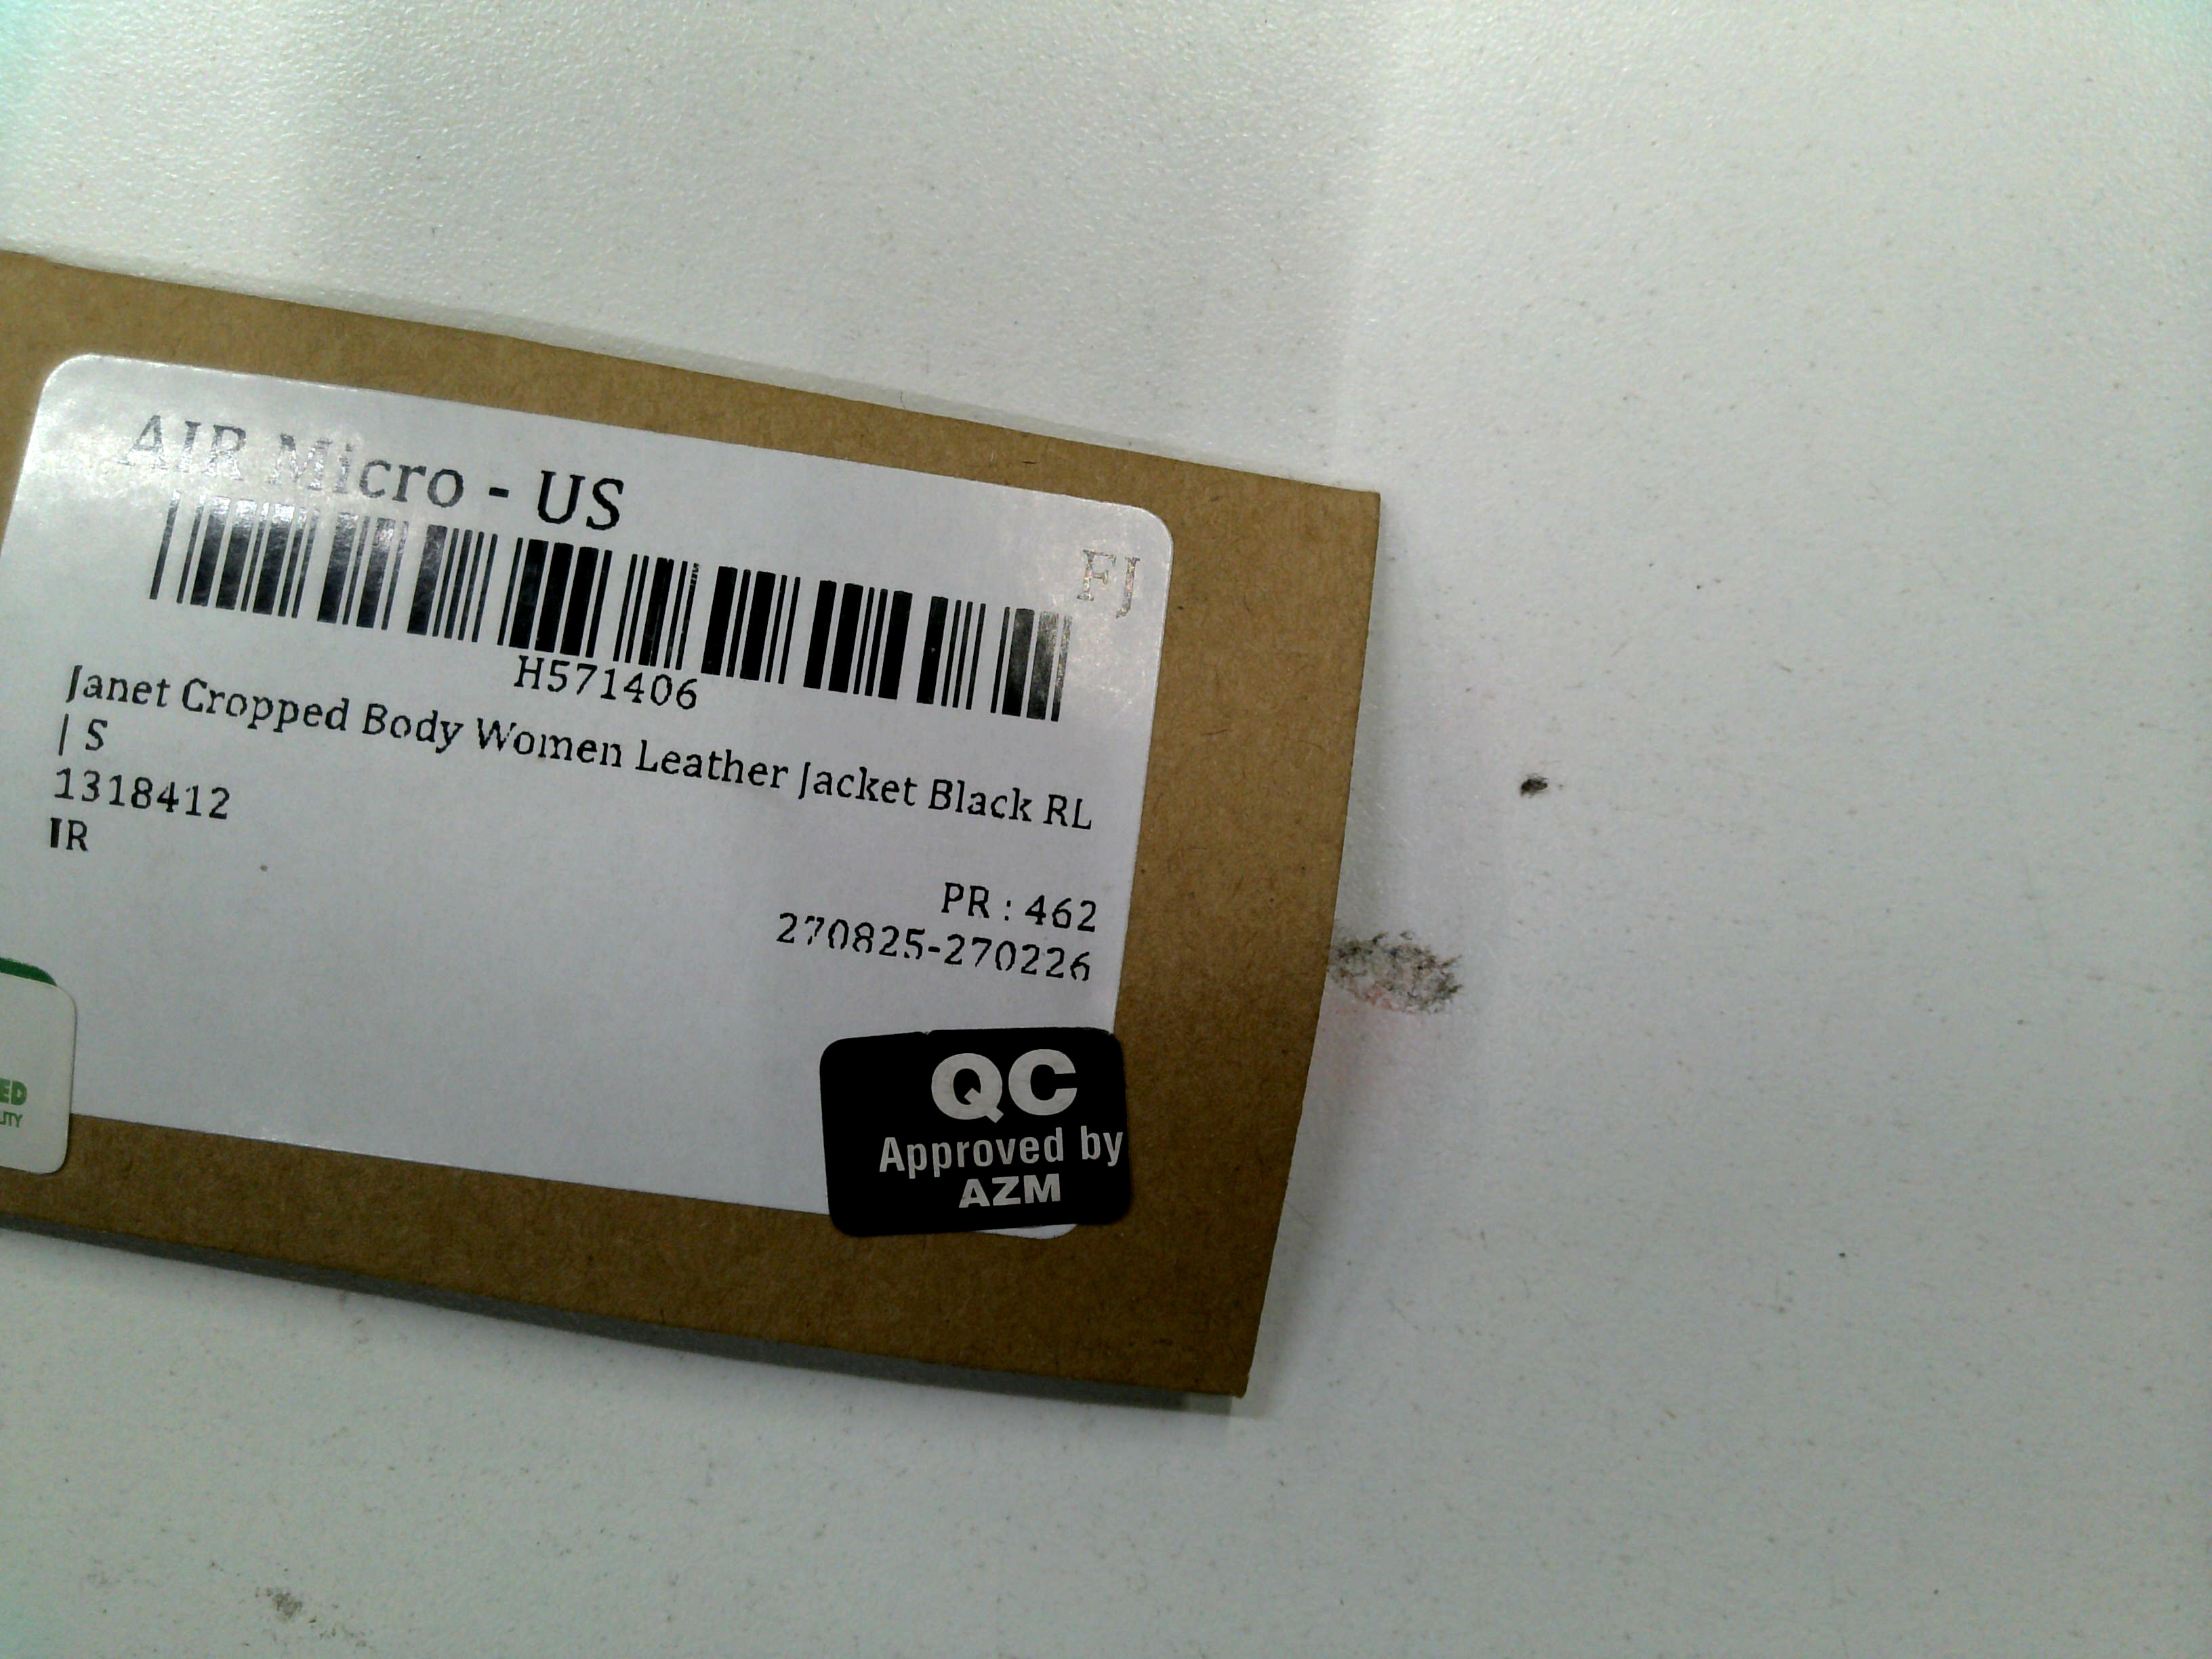 AIR Micro - US
FJ
H571406
Janet Cropped Body Women Leather Jacket Black RL
| S
1318412
IR
PR : 462
270825-270226
QC
Approved by
AZM